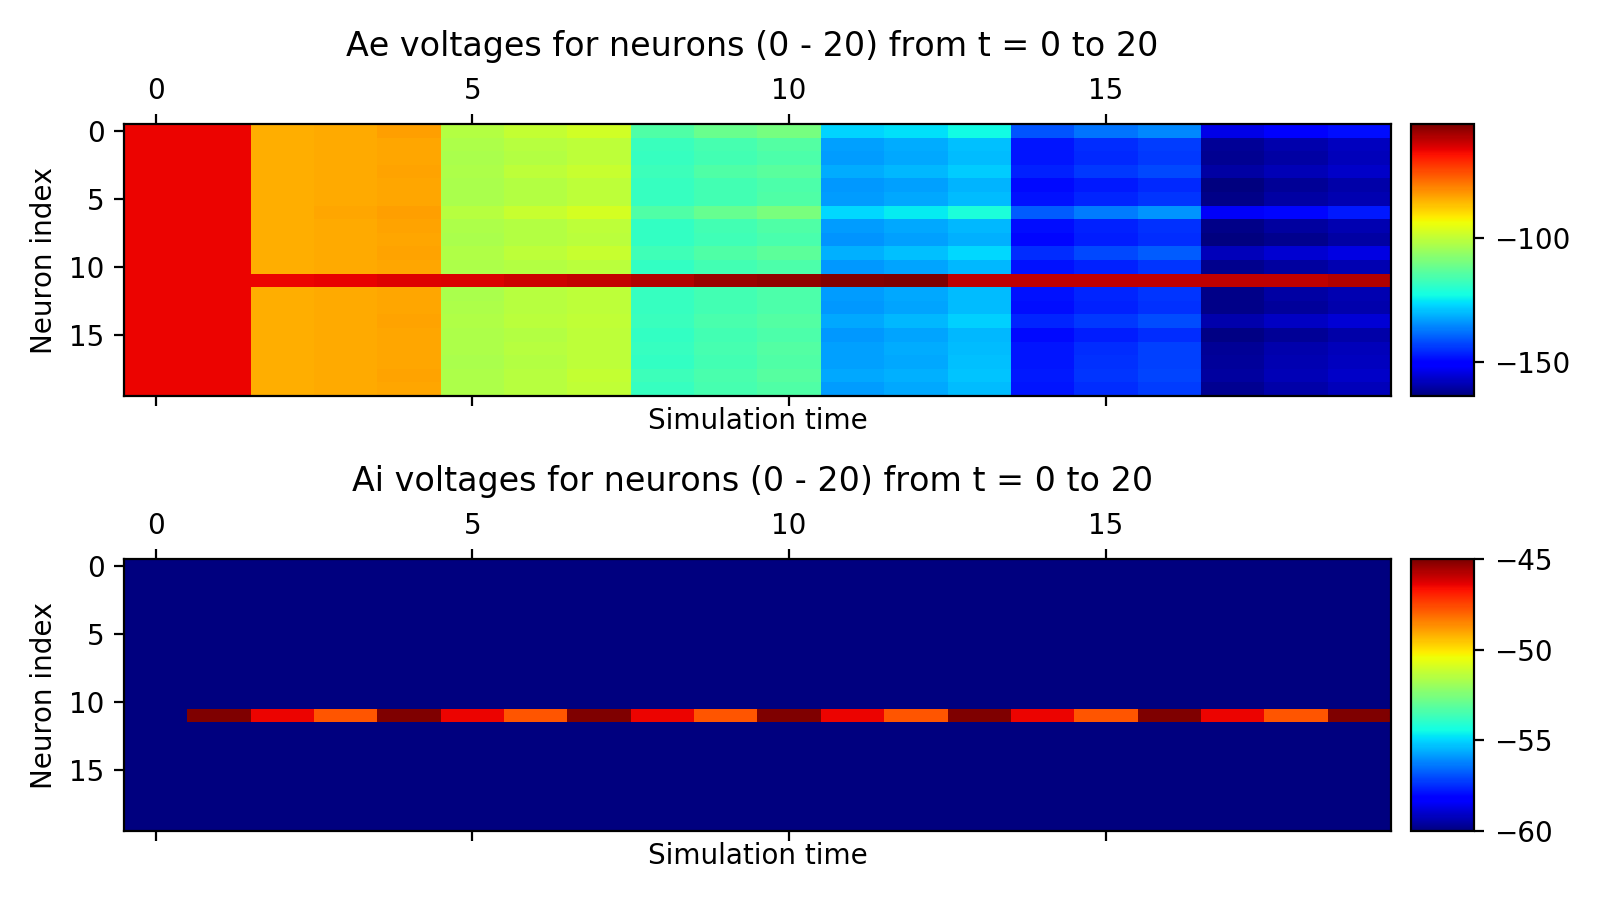 Ae voltages for neurons (0 - 20) from t = 0 to 20
0 5 10 15
0
5
10
15
Neuron index
Simulation time
−100
−150
Ai voltages for neurons (0 - 20) from t = 0 to 20
0 5 10 15
0
5
10
15
Neuron index
Simulation time
−45
−50
−55
−60